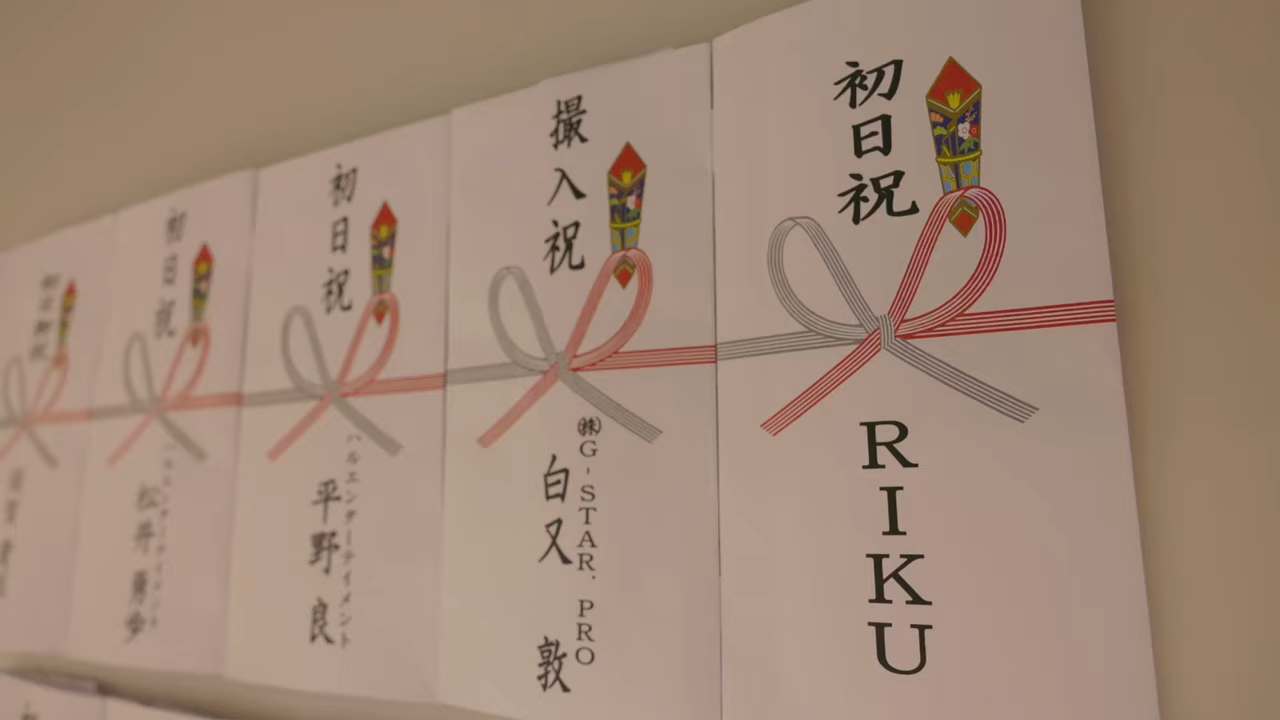 初日祝
RIKU
撮入祝
㈱G-STAR.PRO
白又 敦
初日祝
ハルエンターテイメント
平野 良
初日祝
松井 勇歩